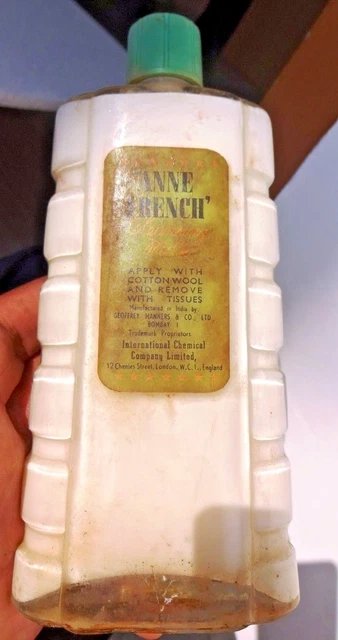 'ANNE
FRENCH'
APPLY WITH
COTTON WOOL
AND REMOVE
WITH TISSUES
Manufactured in India by
GEOFFREY MANNERS & CO., LTD.
BOMBAY 1
Trademark Proprietors
International Chemical
Company Limited,
12 Chenies Street, London, W.C.1., England